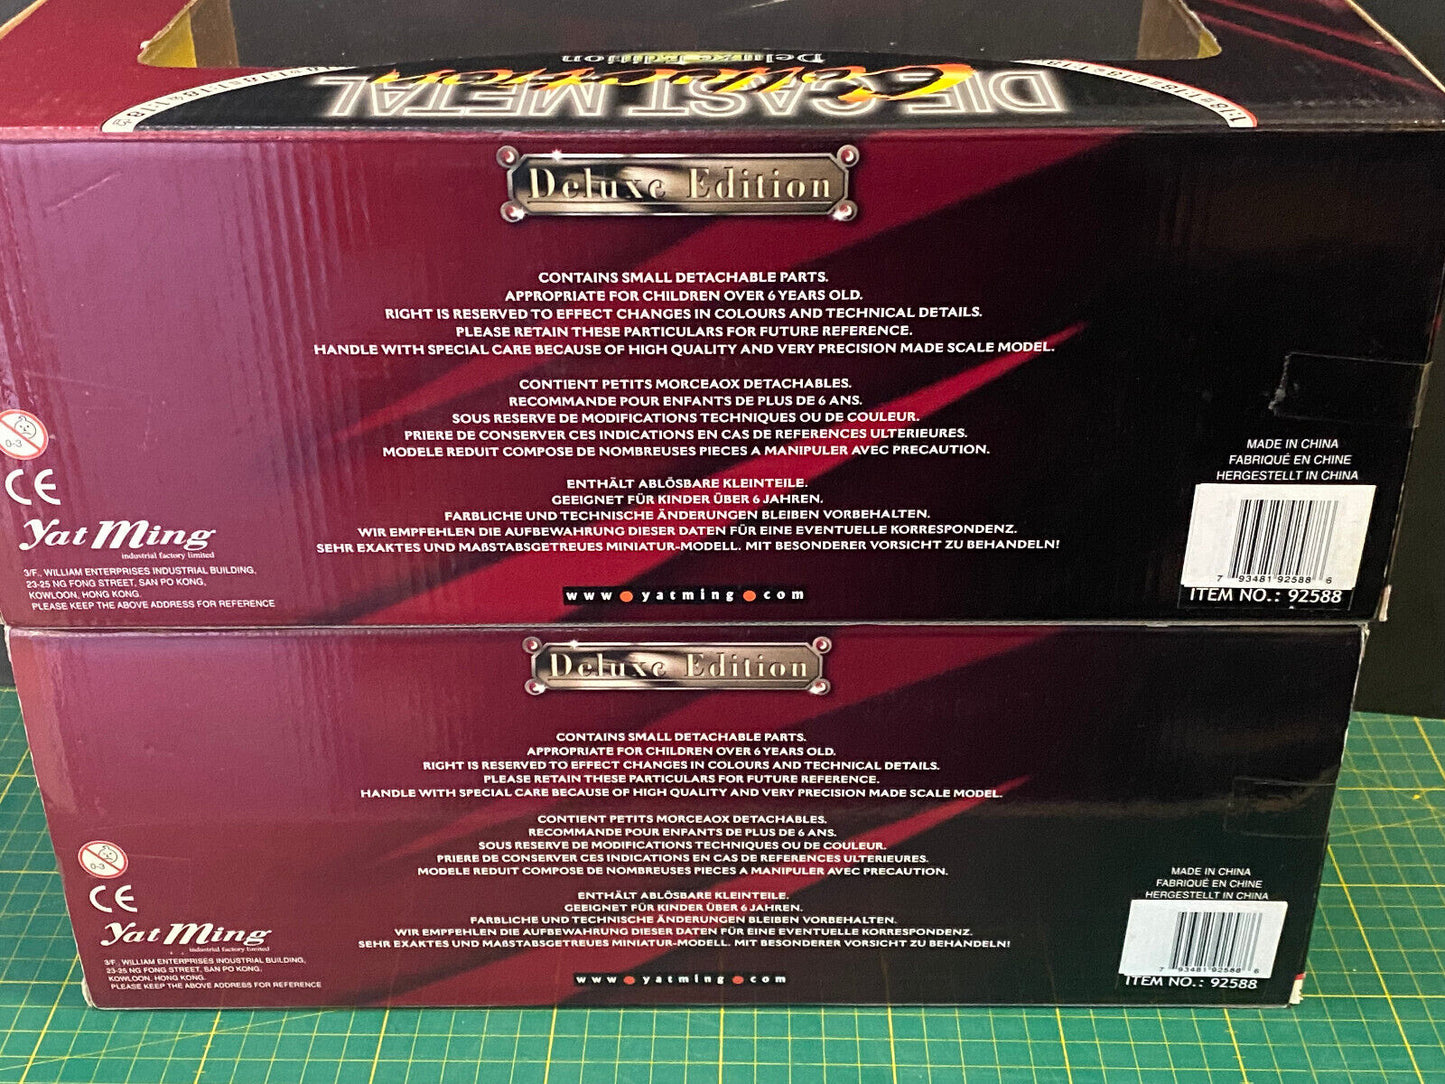 Deluxe Edition
DIE CAST METAL
Collection
Deluxe Edition
CONTAINS SMALL DETACHABLE PARTS.
APPROPRIATE FOR CHILDREN OVER 6 YEARS OLD.
RIGHT IS RESERVED TO EFFECT CHANGES IN COLOURS AND TECHNICAL DETAILS.
PLEASE RETAIN THESE PARTICULARS FOR FUTURE REFERENCE.
HANDLE WITH SPECIAL CARE BECAUSE OF HIGH QUALITY AND VERY PRECISION MADE SCALE MODEL.
CONTIENT PETITS MORCEAOX DETACHABLES.
RECOMMANDE POUR ENFANTS DE PLUS DE 6 ANS.
SOUS RESERVE DE MODIFICATIONS TECHNIQUES OU DE COULEUR.
PRIERE DE CONSERVER CES INDICATIONS EN CAS DE REFERENCES ULTERIEURES.
MODELE REDUIT COMPOSE DE NOMBREUSES PIECES A MANIPULER AVEC PRECAUTION.
ENTHÄLT ABLÖSBARE KLEINTEILE.
GEEIGNET FÜR KINDER ÜBER 6 JAHREN.
FARBLICHE UND TECHNISCHE ÄNDERUNGEN BLEIBEN VORBEHALTEN.
WIR EMPFEHLEN DIE AUFBEWAHRUNG DIESER DATEN FÜR EINE EVENTUELLE KORRESPONDENZ.
SEHR EXAKTES UND MAßSTABSGETREUES MINIATUR-MODELL. MIT BESONDERER VORSICHT ZU BEHANDELN!
www.yatming.com
0-3
CE
Yat Ming
industrial factory limited
3/F., WILLIAM ENTERPRISES INDUSTRIAL BUILDING,
23-25 NG FONG STREET, SAN PO KONG,
KOWLOON, HONG KONG.
PLEASE KEEP THE ABOVE ADDRESS FOR REFERENCE
MADE IN CHINA
FABRIQUÉ EN CHINE
HERGESTELLT IN CHINA
7 93481 92588 6
ITEM NO.: 92588
Deluxe Edition
CONTAINS SMALL DETACHABLE PARTS.
APPROPRIATE FOR CHILDREN OVER 6 YEARS OLD.
RIGHT IS RESERVED TO EFFECT CHANGES IN COLOURS AND TECHNICAL DETAILS.
PLEASE RETAIN THESE PARTICULARS FOR FUTURE REFERENCE.
HANDLE WITH SPECIAL CARE BECAUSE OF HIGH QUALITY AND VERY PRECISION MADE SCALE MODEL.
CONTIENT PETITS MORCEAOX DETACHABLES.
RECOMMANDE POUR ENFANTS DE PLUS DE 6 ANS.
SOUS RESERVE DE MODIFICATIONS TECHNIQUES OU DE COULEUR.
PRIERE DE CONSERVER CES INDICATIONS EN CAS DE REFERENCES ULTERIEURES.
MODELE REDUIT COMPOSE DE NOMBREUSES PIECES A MANIPULER AVEC PRECAUTION.
ENTHÄLT ABLÖSBARE KLEINTEILE.
GEEIGNET FÜR KINDER ÜBER 6 JAHREN.
FARBLICHE UND TECHNISCHE ÄNDERUNGEN BLEIBEN VORBEHALTEN.
WIR EMPFEHLEN DIE AUFBEWAHRUNG DIESER DATEN FÜR EINE EVENTUELLE KORRESPONDENZ.
SEHR EXAKTES UND MAßSTABSGETREUES MINIATUR-MODELL. MIT BESONDERER VORSICHT ZU BEHANDELN!
www.yatming.com
0-3
CE
Yat Ming
industrial factory limited
3/F., WILLIAM ENTERPRISES INDUSTRIAL BUILDING,
23-25 NG FONG STREET, SAN PO KONG,
KOWLOON, HONG KONG.
PLEASE KEEP THE ABOVE ADDRESS FOR REFERENCE
MADE IN CHINA
FABRIQUÉ EN CHINE
HERGESTELLT IN CHINA
7 93481 92588 6
ITEM NO.: 92588